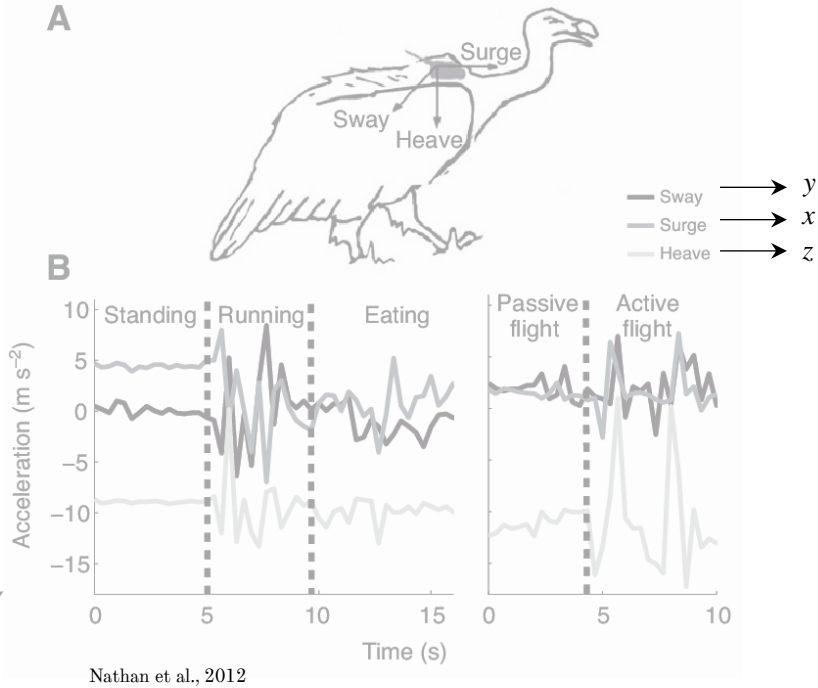 A
Surge
Sway
Heave
Sway y
Surge x
Heave z
B
Standing Running Eating
Passive flight
Active flight
Acceleration (m s⁻²)
10
5
0
−5
−10
−15
0 5 10 15
0 5 10
Time (s)
Nathan et al., 2012